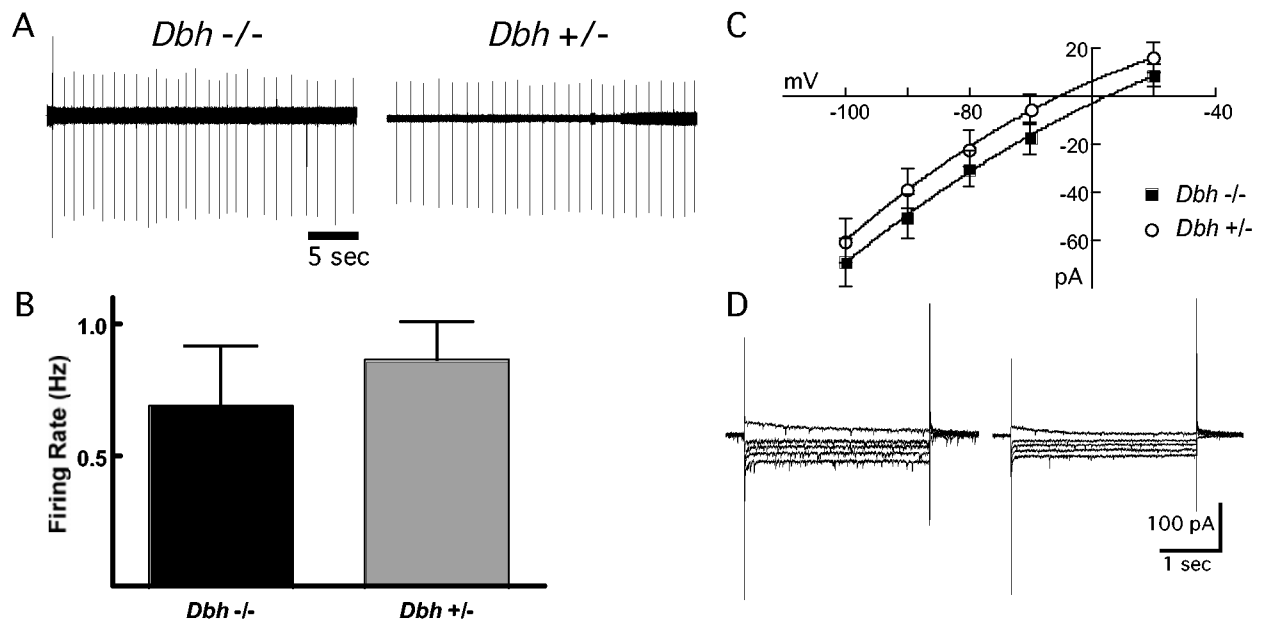 A
Dbh -/-
Dbh +/-
5 sec
B
Firing Rate (Hz)
1.0
0.5
Dbh -/-
Dbh +/-
C
mV
20
-100
-80
-40
-20
-40
-60
pA
Dbh -/-
Dbh +/-
D
100 pA
1 sec